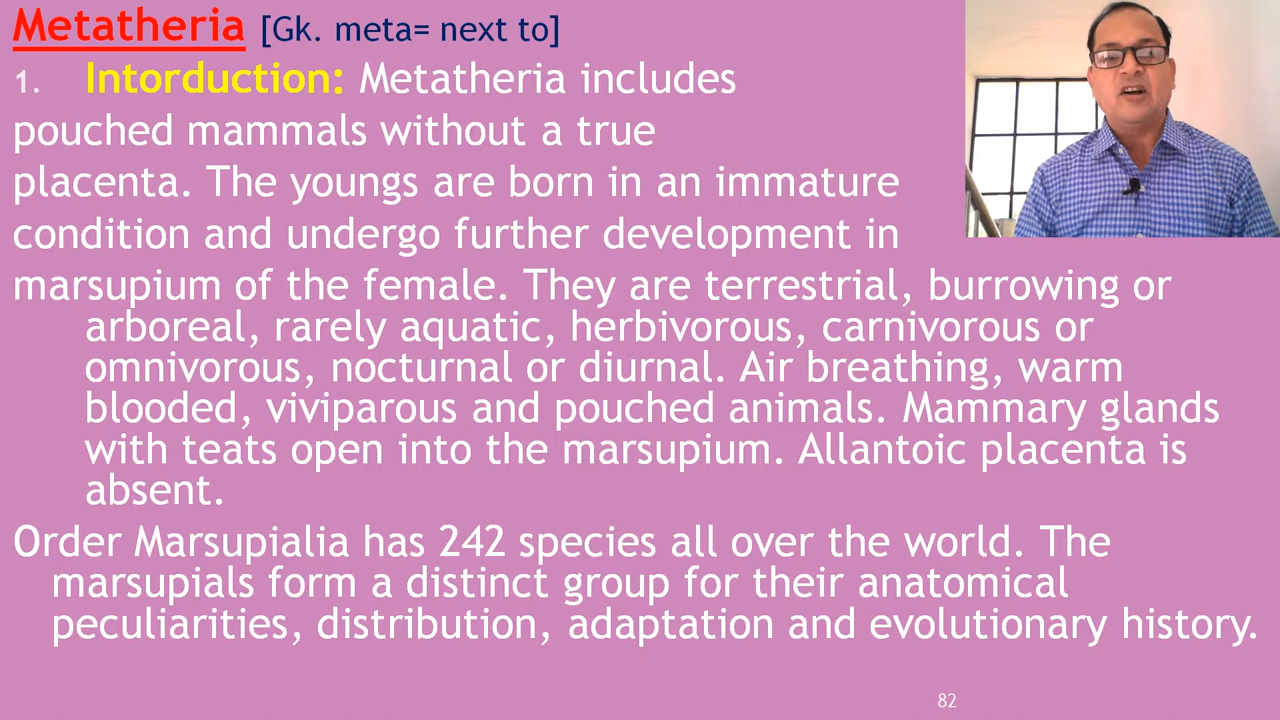 Metatheria [Gk. meta= next to]
1. Intorduction: Metatheria includes
pouched mammals without a true
placenta. The youngs are born in an immature
condition and undergo further development in
marsupium of the female. They are terrestrial, burrowing or
arboreal, rarely aquatic, herbivorous, carnivorous or
omnivorous, nocturnal or diurnal. Air breathing, warm
blooded, viviparous and pouched animals. Mammary glands
with teats open into the marsupium. Allantoic placenta is
absent.
Order Marsupialia has 242 species all over the world. The
marsupials form a distinct group for their anatomical
peculiarities, distribution, adaptation and evolutionary history.
82